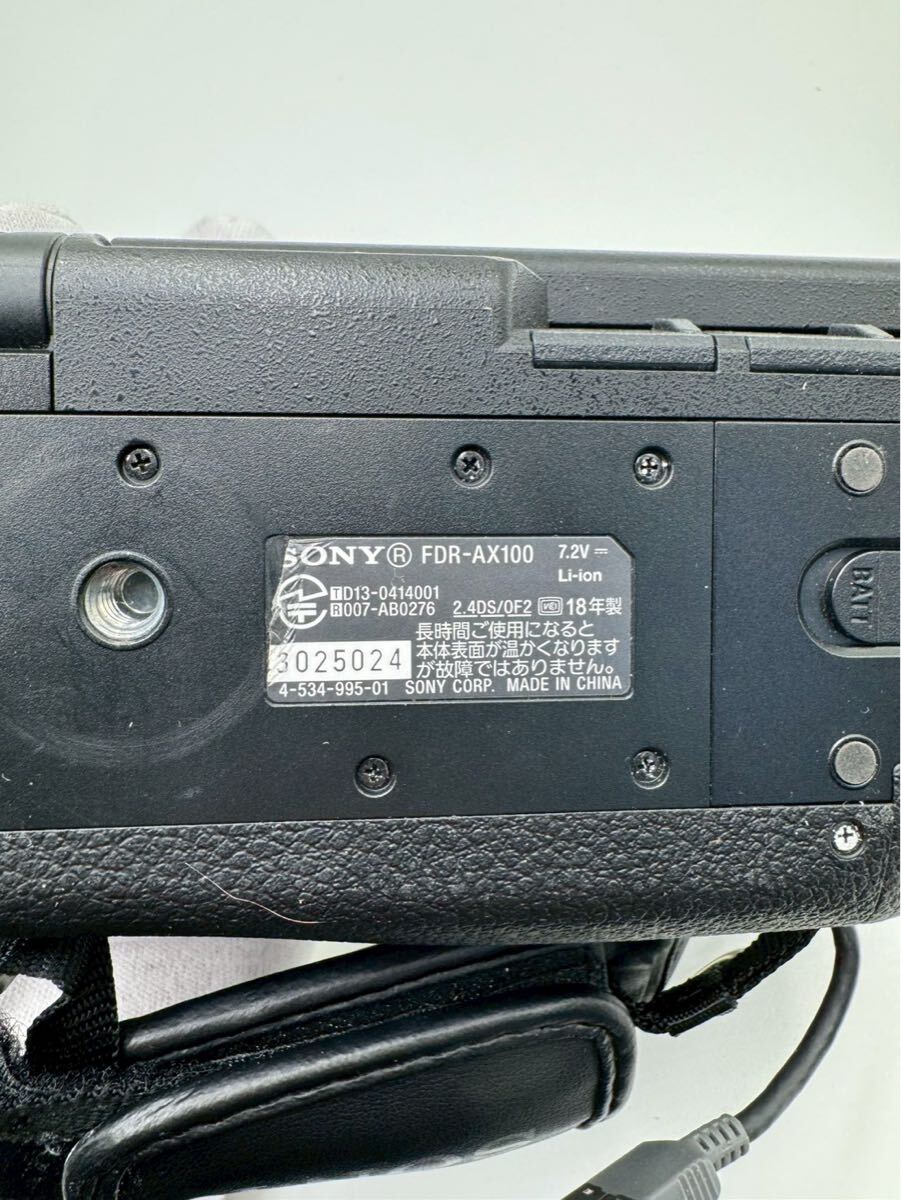 SONY® FDR-AX100 7.2V ⎓
Li-ion
T D13-0414001
R 007-AB0276 2.4DS/OF2 VCI 18年製
長時間ご使用になると
本体表面が温かくなります
が故障ではありません。
3025024
4-534-995-01 SONY CORP. MADE IN CHINA
BATT